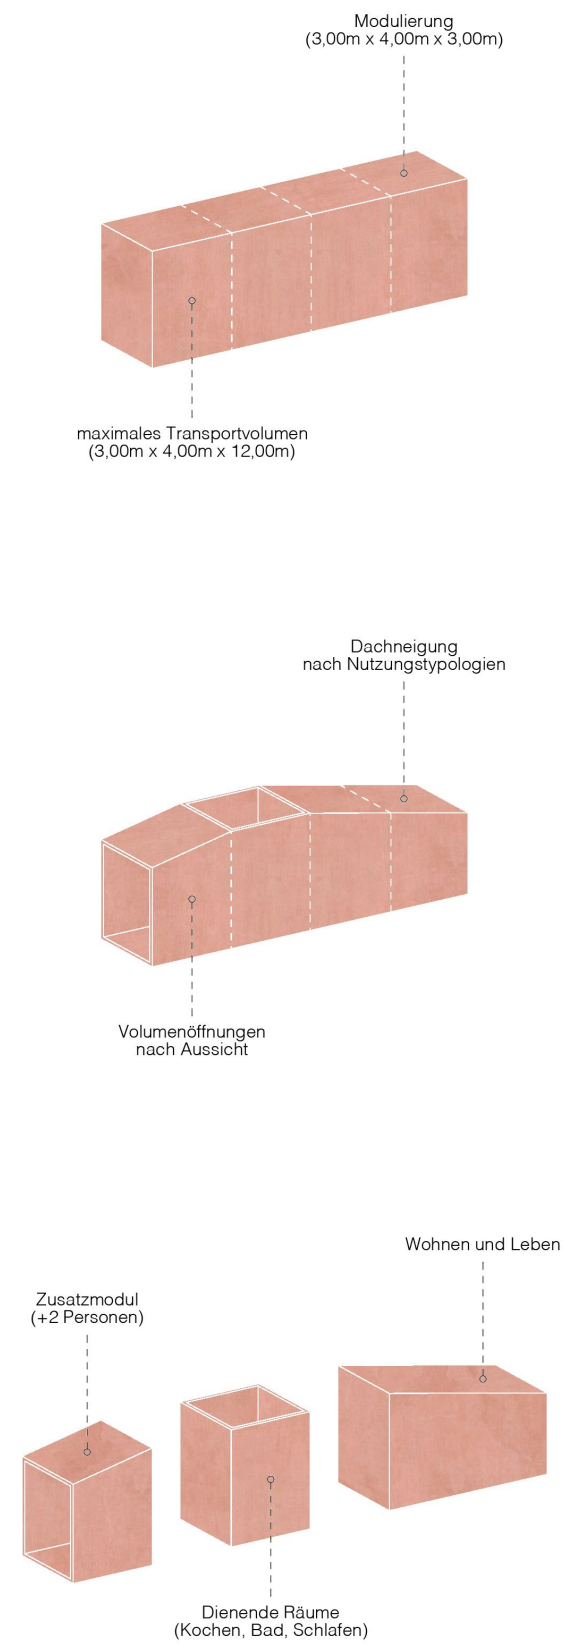 Modulierung
(3,00m x 4,00m x 3,00m)
maximales Transportvolumen
(3,00m x 4,00m x 12,00m)
Dachneigung
nach Nutzungstypologien
Volumenöffnungen
nach Aussicht
Wohnen und Leben
Zusatzmodul
(+2 Personen)
Dienende Räume
(Kochen, Bad, Schlafen)